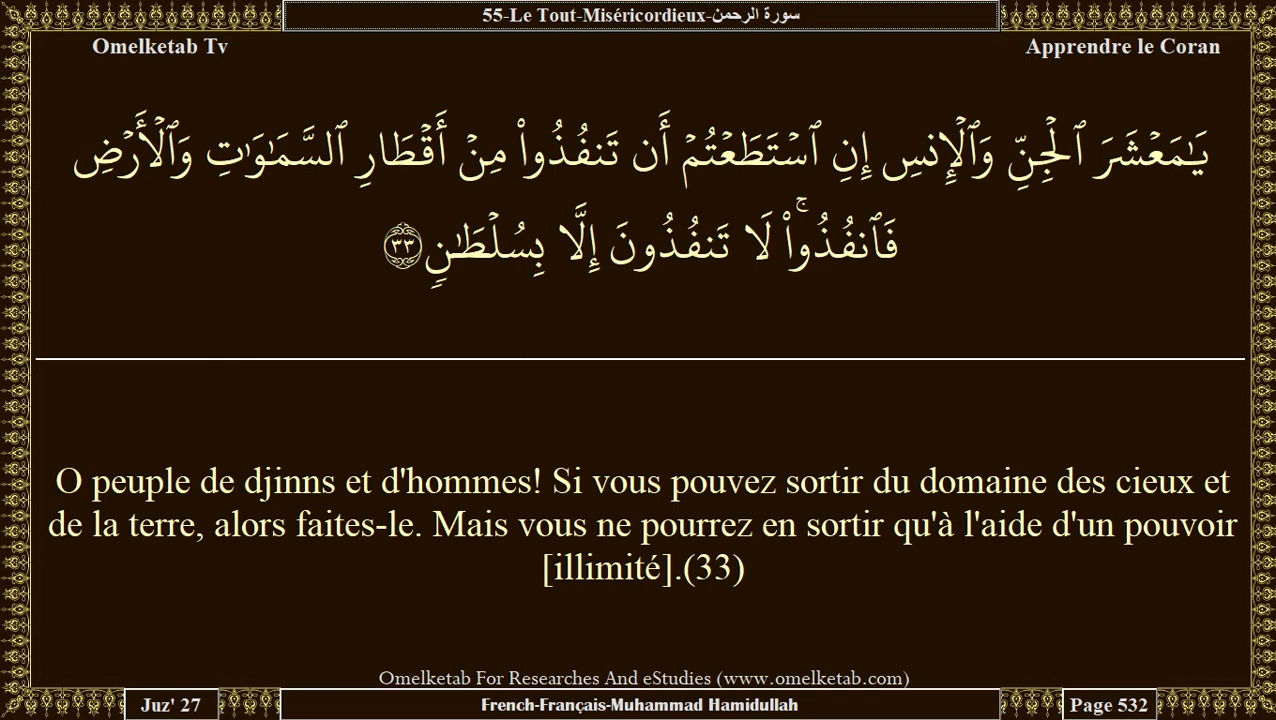 55-Le Tout-Miséricordieux-سورة الرحمن
Omelketab Tv
Apprendre le Coran
يَٰمَعۡشَرَ ٱلۡجِنِّ وَٱلۡإِنسِ إِنِ ٱسۡتَطَعۡتُمۡ أَن تَنفُذُواْ مِنۡ أَقۡطَارِ ٱلسَّمَٰوَٰتِ وَٱلۡأَرۡضِ
فَٱنفُذُواْۚ لَا تَنفُذُونَ إِلَّا بِسُلۡطَٰنٖ ٣٣
O peuple de djinns et d'hommes! Si vous pouvez sortir du domaine des cieux et
de la terre, alors faites-le. Mais vous ne pourrez en sortir qu'à l'aide d'un pouvoir
[illimité].(33)
Omelketab For Researches And eStudies (www.omelketab.com)
Juz' 27
French-Français-Muhammad Hamidullah
Page 532